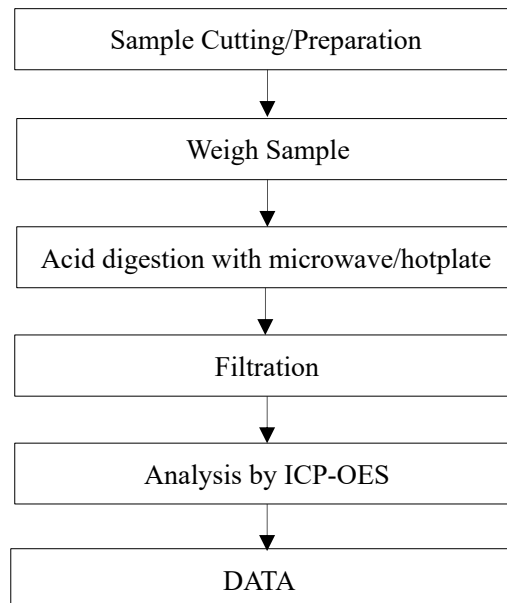 Sample Cutting/Preparation
Weigh Sample
Acid digestion with microwave/hotplate
Filtration
Analysis by ICP-OES
DATA